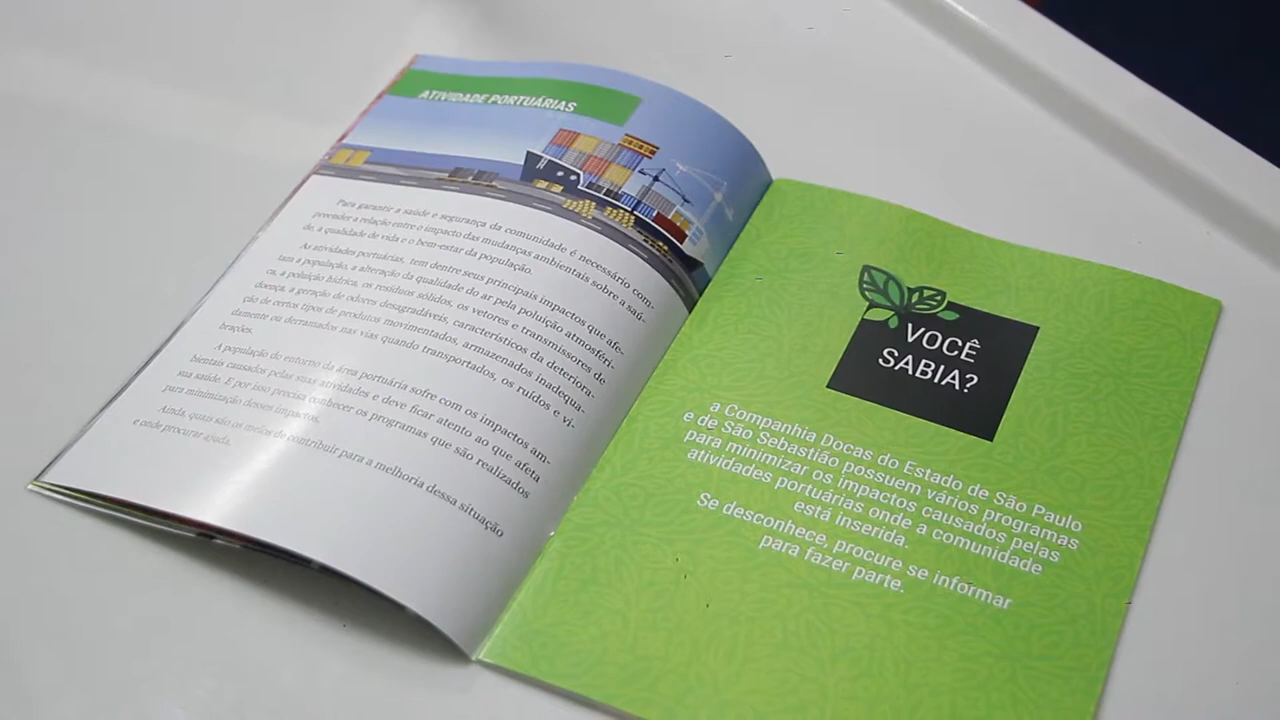 ATIVIDADE PORTUÁRIAS
Para garantir a saúde e segurança da comunidade é necessário com-
preender a relação entre o impacto das mudanças ambientais sobre a saú-
de, a qualidade de vida e o bem-estar da população.
As atividades portuárias, tem dentre seus principais impactos que afe-
tam a população, a alteração da qualidade do ar pela poluição atmosféri-
ca, a poluição hídrica, os resíduos sólidos, os vetores e transmissores de
doença, a geração de odores desagradáveis, característicos da deteriora-
ção de certos tipos de produtos movimentados, armazenados inadequa-
damente ou derramados nas vias quando transportados, os ruídos e vi-
brações.
A população do entorno da área portuária sofre com os impactos am-
bientais causados pelas suas atividades e deve ficar atento ao que afeta
sua saúde. E por isso precisa conhecer os programas que são realizados
para minimização desses impactos.
Ainda, quais são os meios de contribuir para a melhoria dessa situação
e onde procurar ajuda.
VOCÊ
SABIA?
a Companhia Docas do Estado de São Paulo
e de São Sebastião possuem vários programas
para minimizar os impactos causados pelas
atividades portuárias onde a comunidade
está inserida.
Se desconhece, procure se informar
para fazer parte.